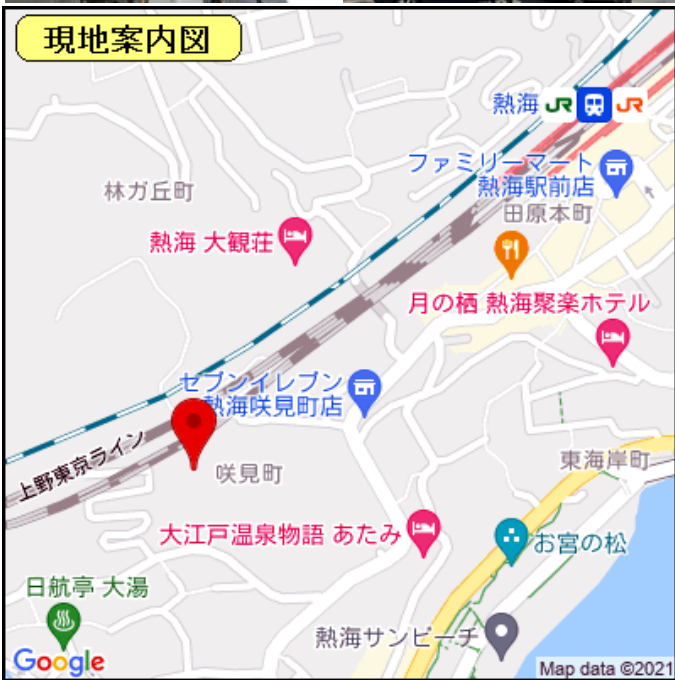 現地案内図
熱海 JR JR
ファミリーマート
熱海駅前店
林ガ丘町
田原本町
熱海 大観荘
月の栖 熱海聚楽ホテル
セブンイレブン
熱海咲見町店
上野東京ライン
咲見町
東海岸町
大江戸温泉物語 あたみ
お宮の松
日航亭 大湯
熱海サンビーチ
Google
Map data ©2021